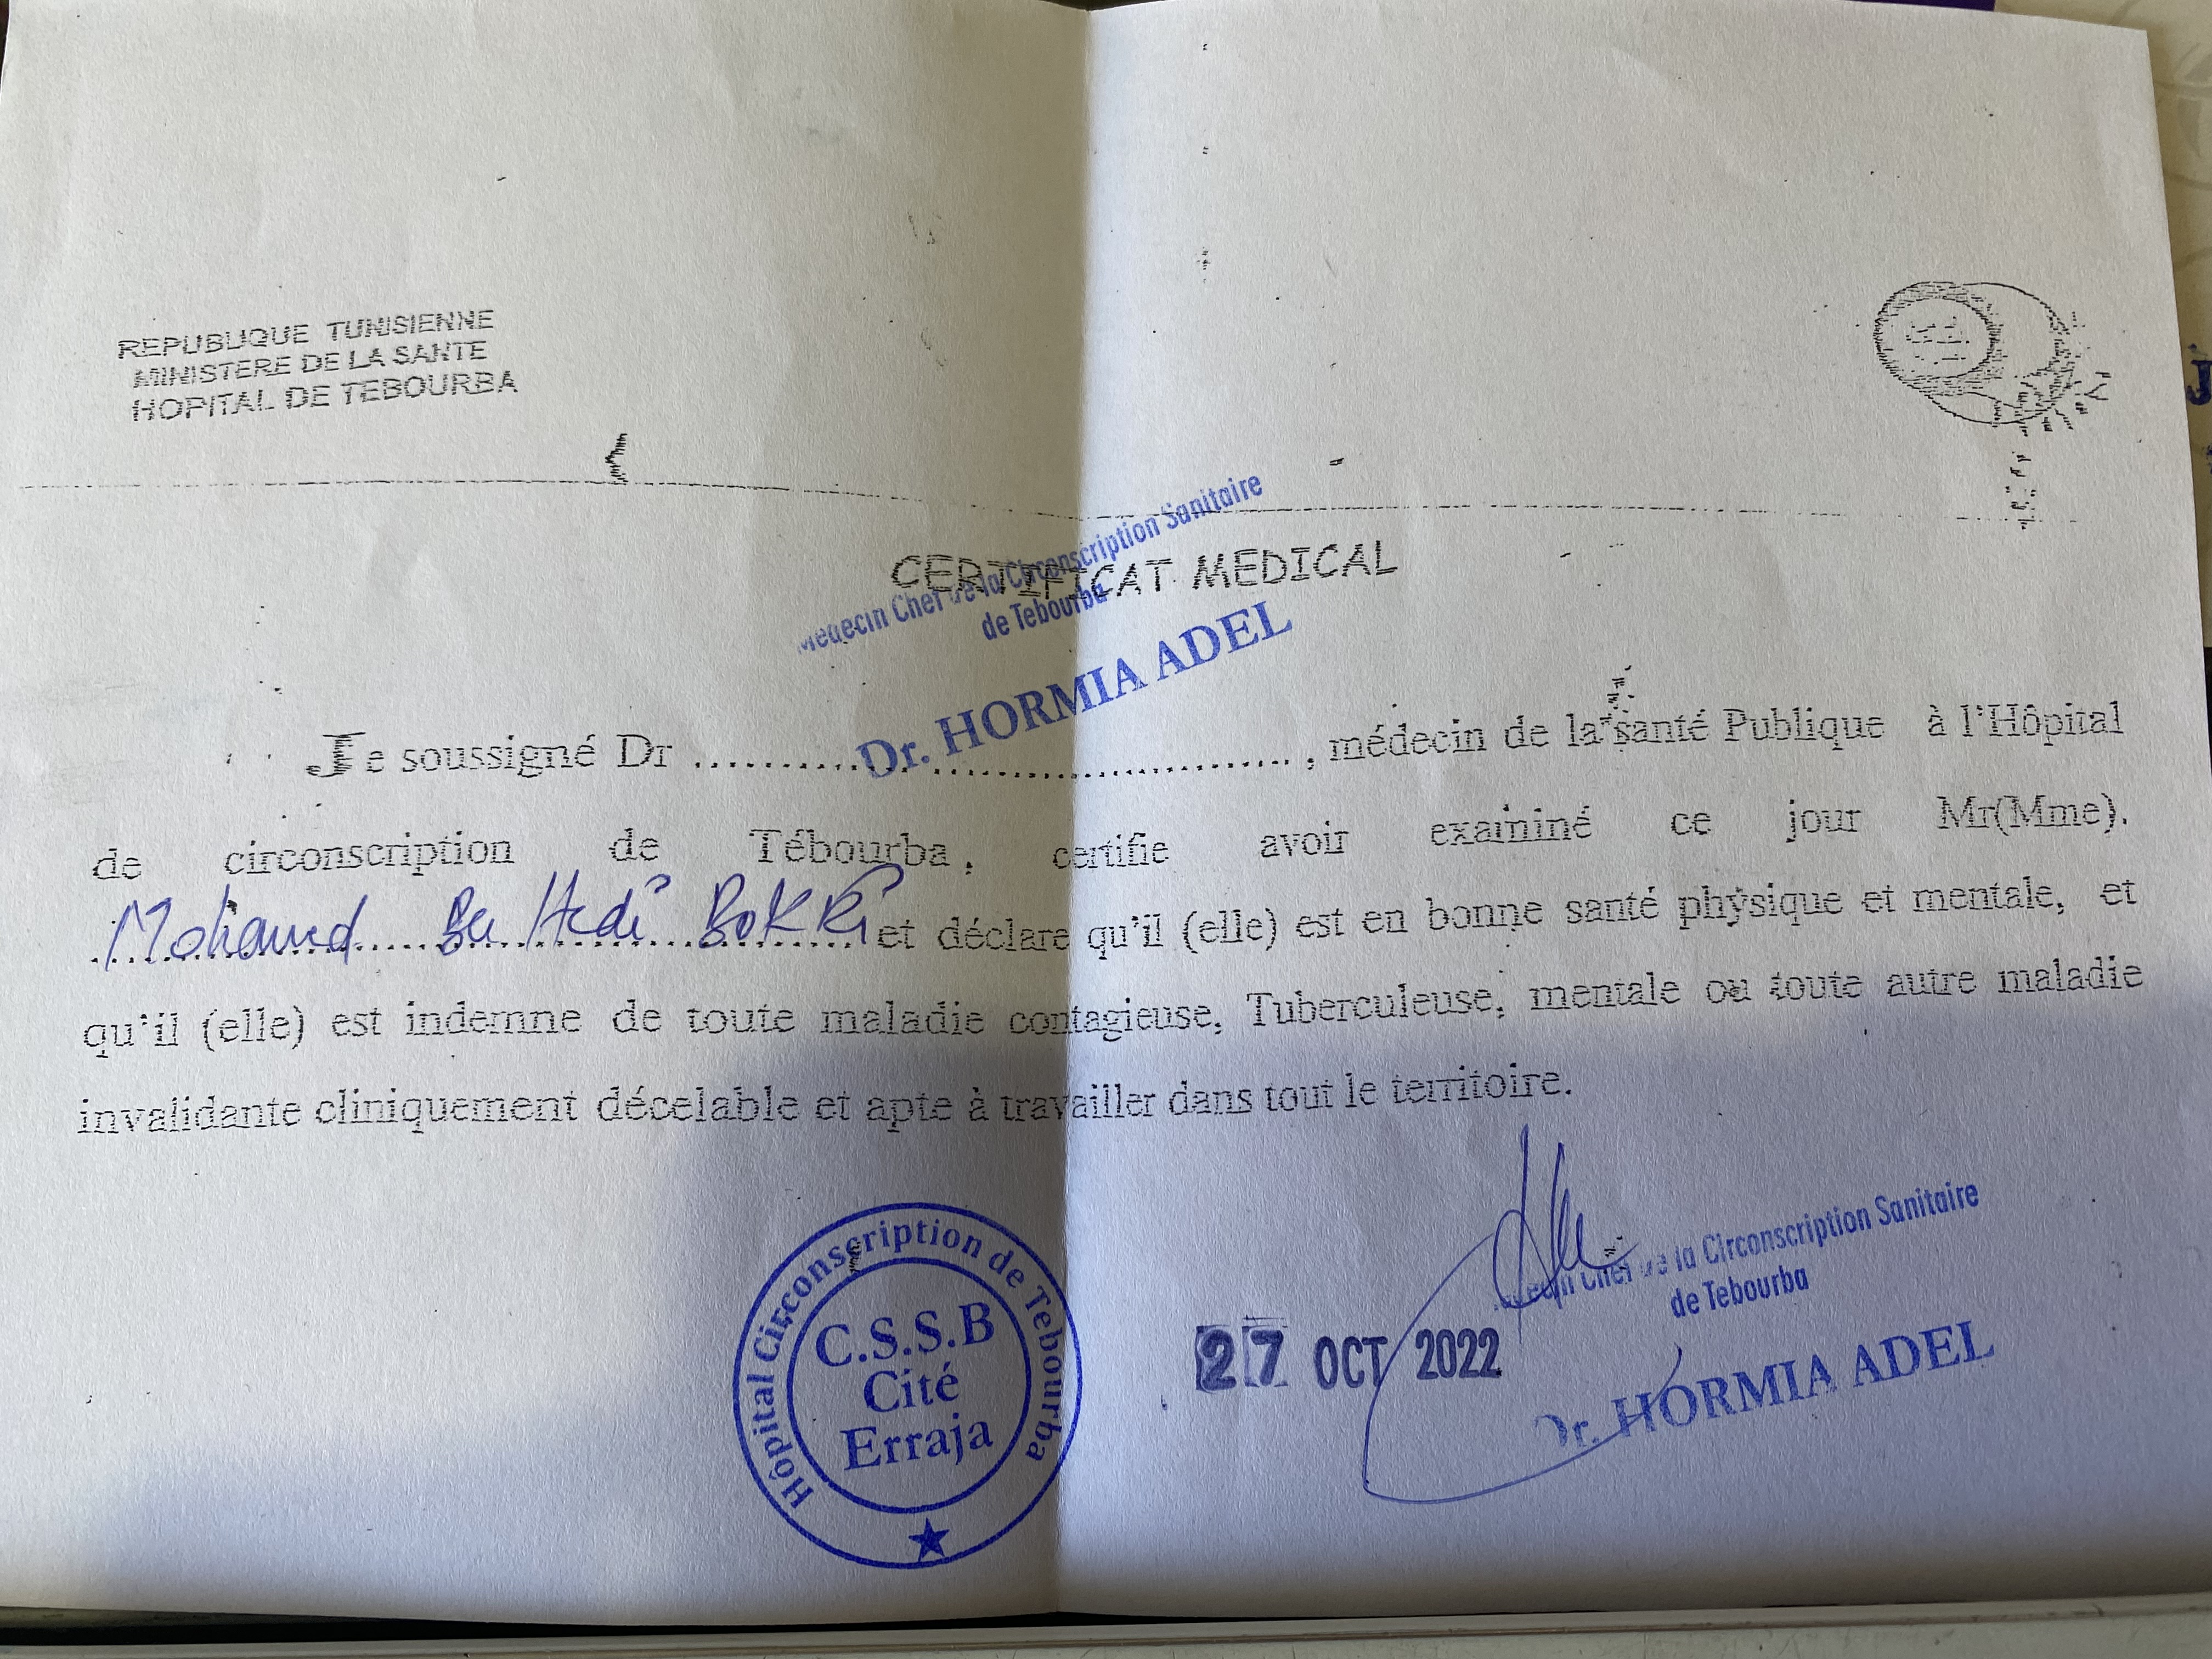 REPUBLIQUE TUNISIENNE
MINISTERE DE LA SANTE
HOPITAL DE TEBOURBA
CERTIFICAT MEDICAL
Médecin Chef de la Circonscription Sanitaire
de Tebourba
Dr. HORMIA ADEL
Je soussigné Dr ........................................, médecin de la santé Publique à l'Hôpital
de circonscription de Tébourba, certifie avoir examiné ce jour Mr(Mme).
Mohamed Ben Hedi BOKRI et déclare qu'il (elle) est en bonne santé physique et mentale, et
qu'il (elle) est indemne de toute maladie contagieuse, Tuberculeuse, mentale ou toute autre maladie
invalidante cliniquement décelable et apte à travailler dans tout le territoire.
Hôpital Circonscription de Tebourba
C.S.S.B
Cité
Erraja
27 OCT 2022
Médecin Chef de la Circonscription Sanitaire
de Tebourba
Dr. HORMIA ADEL